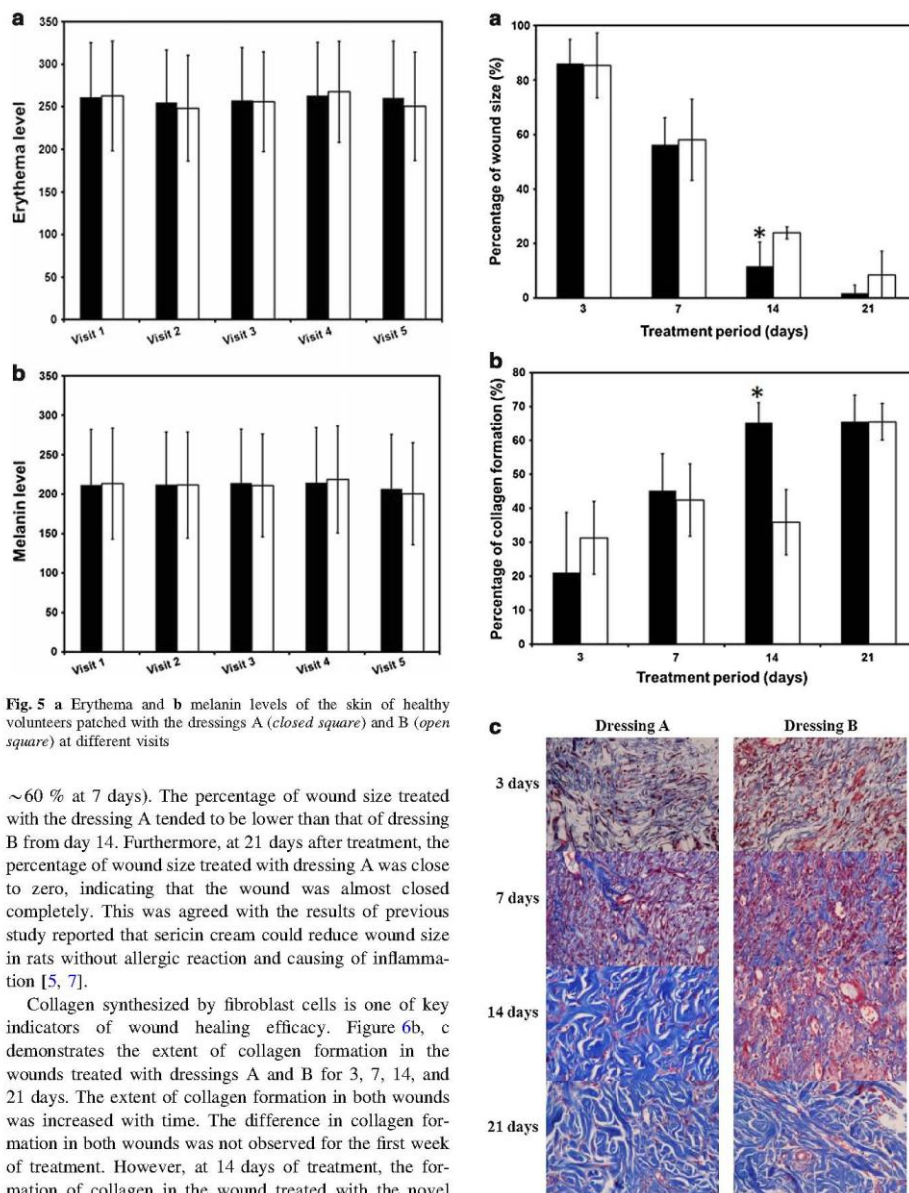 a
350
300
250
200
150
100
50
0
Erythema level
Visit 1 Visit 2 Visit 3 Visit 4 Visit 5
b
350
300
250
200
150
100
50
0
Melanin level
Visit 1 Visit 2 Visit 3 Visit 4 Visit 5
Fig. 5 a Erythema and b melanin levels of the skin of healthy
volunteers patched with the dressings A (closed square) and B (open
square) at different visits
~60 % at 7 days). The percentage of wound size treated
with the dressing A tended to be lower than that of dressing
B from day 14. Furthermore, at 21 days after treatment, the
percentage of wound size treated with dressing A was close
to zero, indicating that the wound was almost closed
completely. This was agreed with the results of previous
study reported that sericin cream could reduce wound size
in rats without allergic reaction and causing of inflamma-
tion [5, 7].
Collagen synthesized by fibroblast cells is one of key
indicators of wound healing efficacy. Figure 6b, c
demonstrates the extent of collagen formation in the
wounds treated with dressings A and B for 3, 7, 14, and
21 days. The extent of collagen formation in both wounds
was increased with time. The difference in collagen for-
mation in both wounds was not observed for the first week
of treatment. However, at 14 days of treatment, the for-
mation of collagen in the wound treated with the novel
a
100
80
60
40
20
0
Percentage of wound size (%)
*
3 7 14 21
Treatment period (days)
b
80
70
60
50
40
30
20
10
0
Percentage of collagen formation (%)
*
3 7 14 21
Treatment period (days)
c
Dressing A Dressing B
3 days
7 days
14 days
21 days